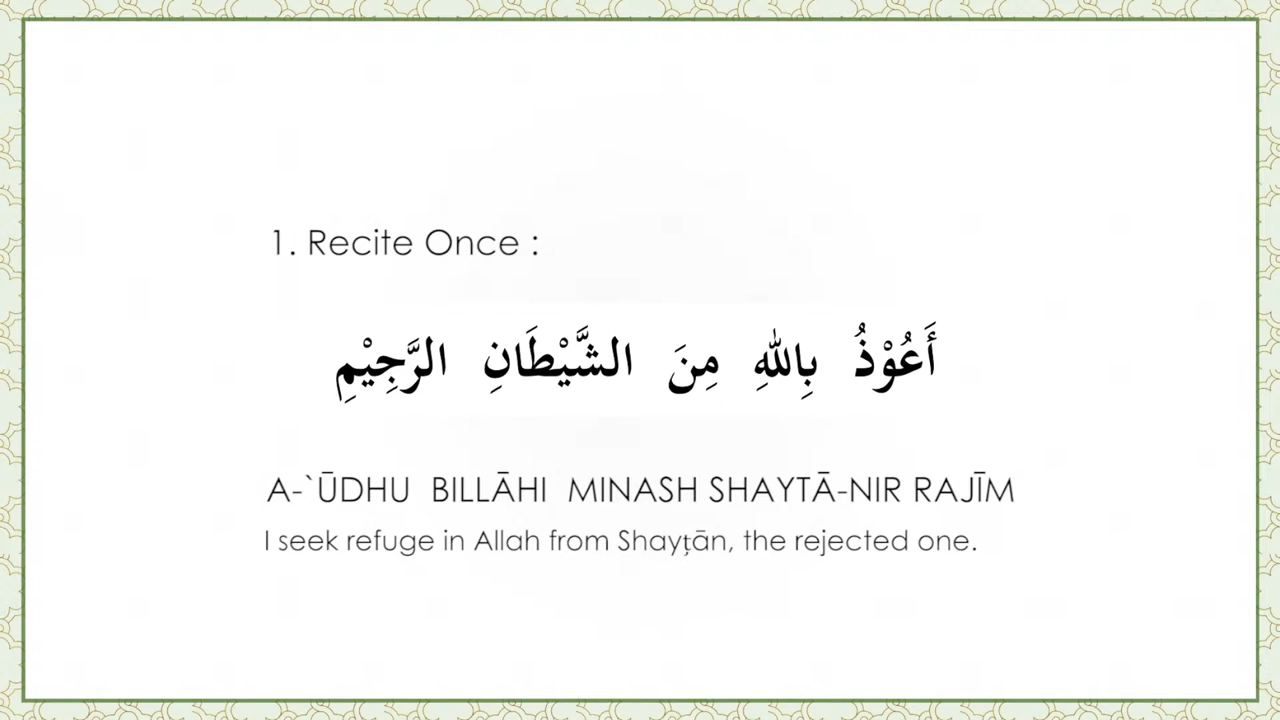 1. Recite Once :
أَعُوْذُ بِاللهِ مِنَ الشَّيْطَانِ الرَّجِيْمِ
A-`ŪDHU BILLĀHI MINASH SHAYTĀ-NIR RAJĪM
I seek refuge in Allah from Shayṭān, the rejected one.